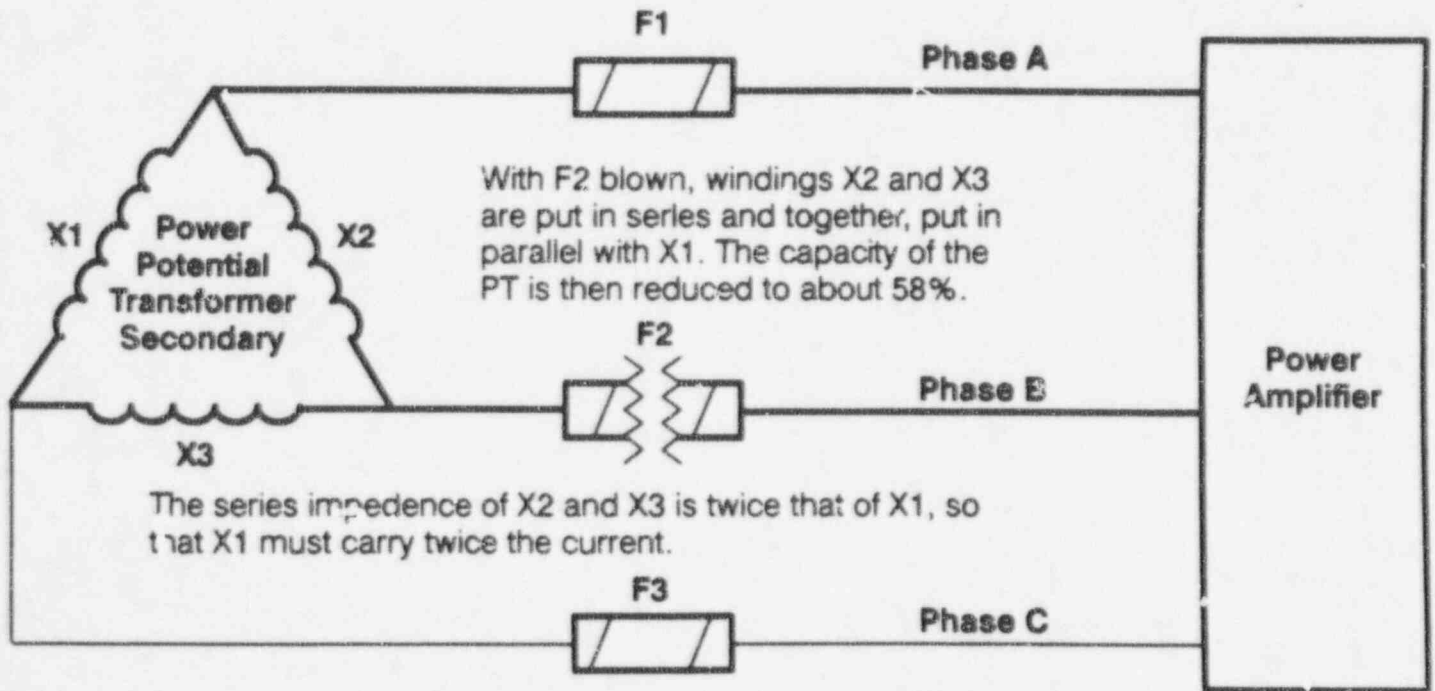 F1
Phase A
With F2 blown, windings X2 and X3
are put in series and together, put in
parallel with X1. The capacity of the
PT is then reduced to about 58%.
X1
Power
Potential
Transformer
Secondary
X2
F2
Phase B
Power
Amplifier
X3
The series impedence of X2 and X3 is twice that of X1, so
that X1 must carry twice the current.
F3
Phase C